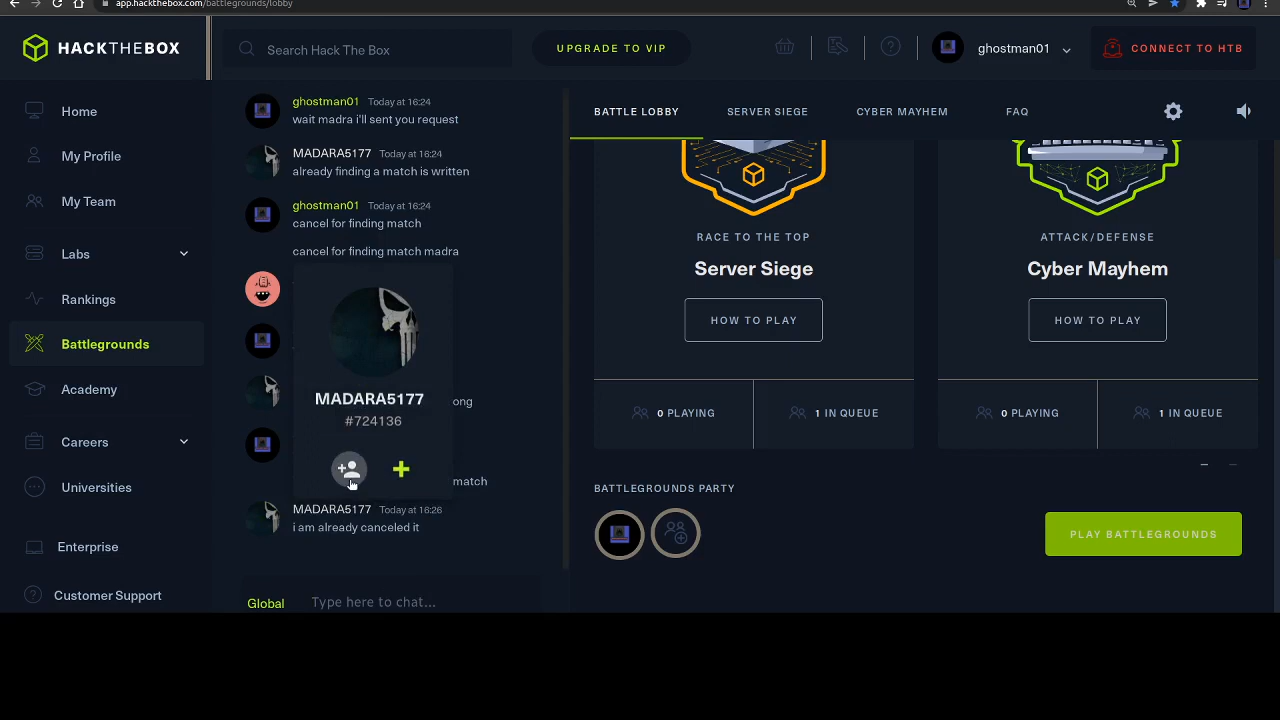 app.hackthebox.com/battlegrounds/lobby
HACKTHEBOX
Search Hack The Box
UPGRADE TO VIP
ghostman01
CONNECT TO HTB
Home
My Profile
My Team
Labs
Rankings
Battlegrounds
Academy
Careers
Universities
Enterprise
Customer Support
ghostman01 Today at 16:24
wait madra i'll sent you request
MADARA5177 Today at 16:24
already finding a match is written
ghostman01 Today at 16:24
cancel for finding match
cancel for finding match madra
MADARA5177
#724136
ong
match
MADARA5177 Today at 16:26
i am already canceled it
Global
Type here to chat...
BATTLE LOBBY
SERVER SIEGE
CYBER MAYHEM
FAQ
RACE TO THE TOP
Server Siege
HOW TO PLAY
0 PLAYING
1 IN QUEUE
ATTACK/DEFENSE
Cyber Mayhem
HOW TO PLAY
0 PLAYING
1 IN QUEUE
BATTLEGROUNDS PARTY
PLAY BATTLEGROUNDS